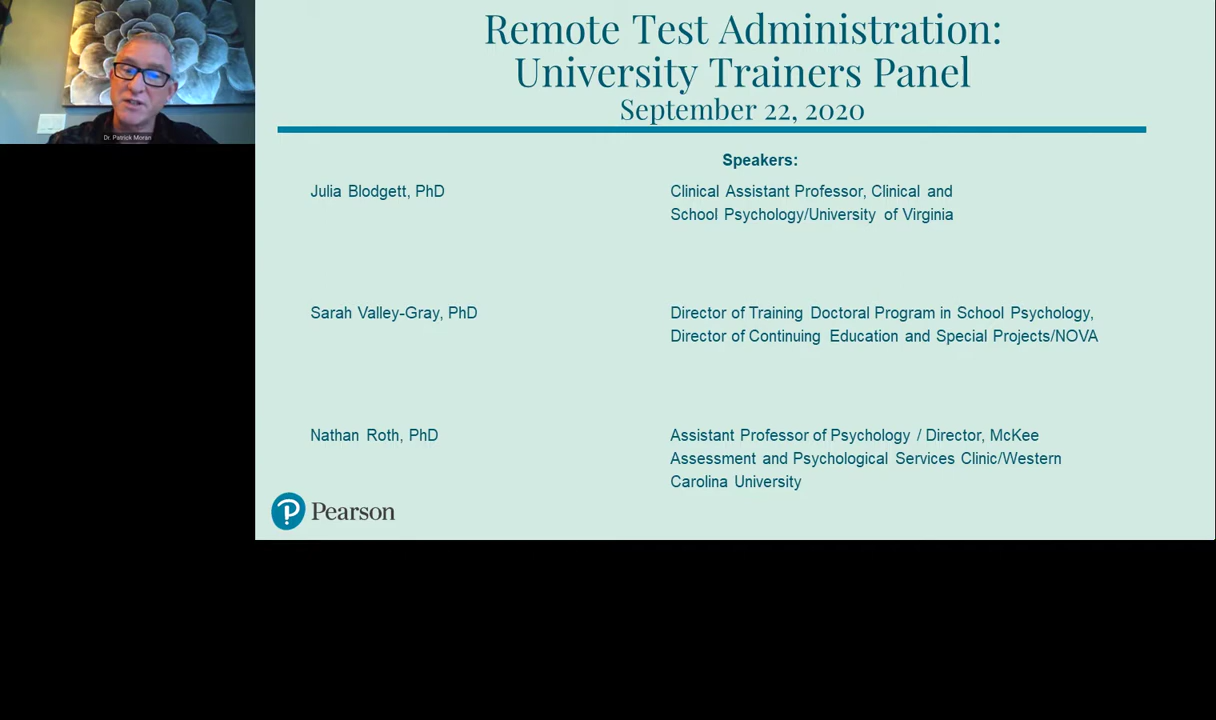 Remote Test Administration:
University Trainers Panel
September 22, 2020
Dr. Patrick Moran
Speakers:
Julia Blodgett, PhD
Clinical Assistant Professor, Clinical and
School Psychology/University of Virginia
Sarah Valley-Gray, PhD
Director of Training Doctoral Program in School Psychology,
Director of Continuing Education and Special Projects/NOVA
Nathan Roth, PhD
Assistant Professor of Psychology / Director, McKee
Assessment and Psychological Services Clinic/Western
Carolina University
Pearson